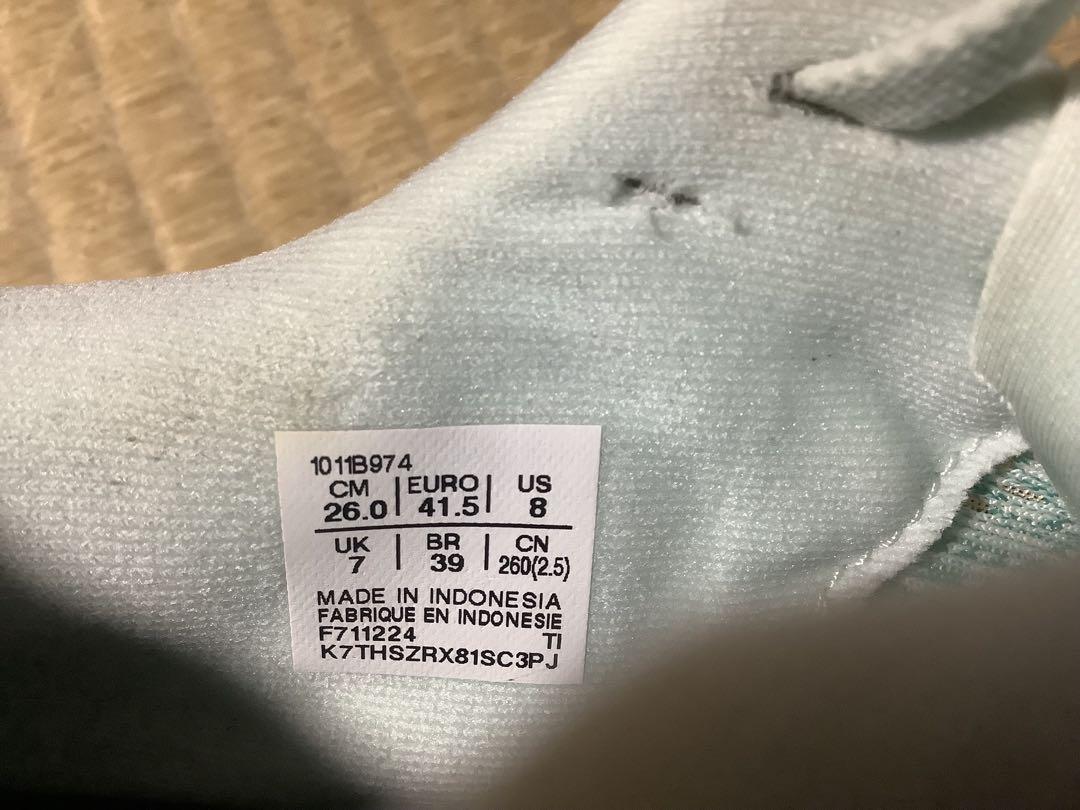 1011B974
CM | EURO | US
26.0 | 41.5 | 8
UK | BR | CN
7 | 39 | 260(2.5)
MADE IN INDONESIA
FABRIQUE EN INDONESIE
F711224 TI
K7THSZRX81SC3PJ